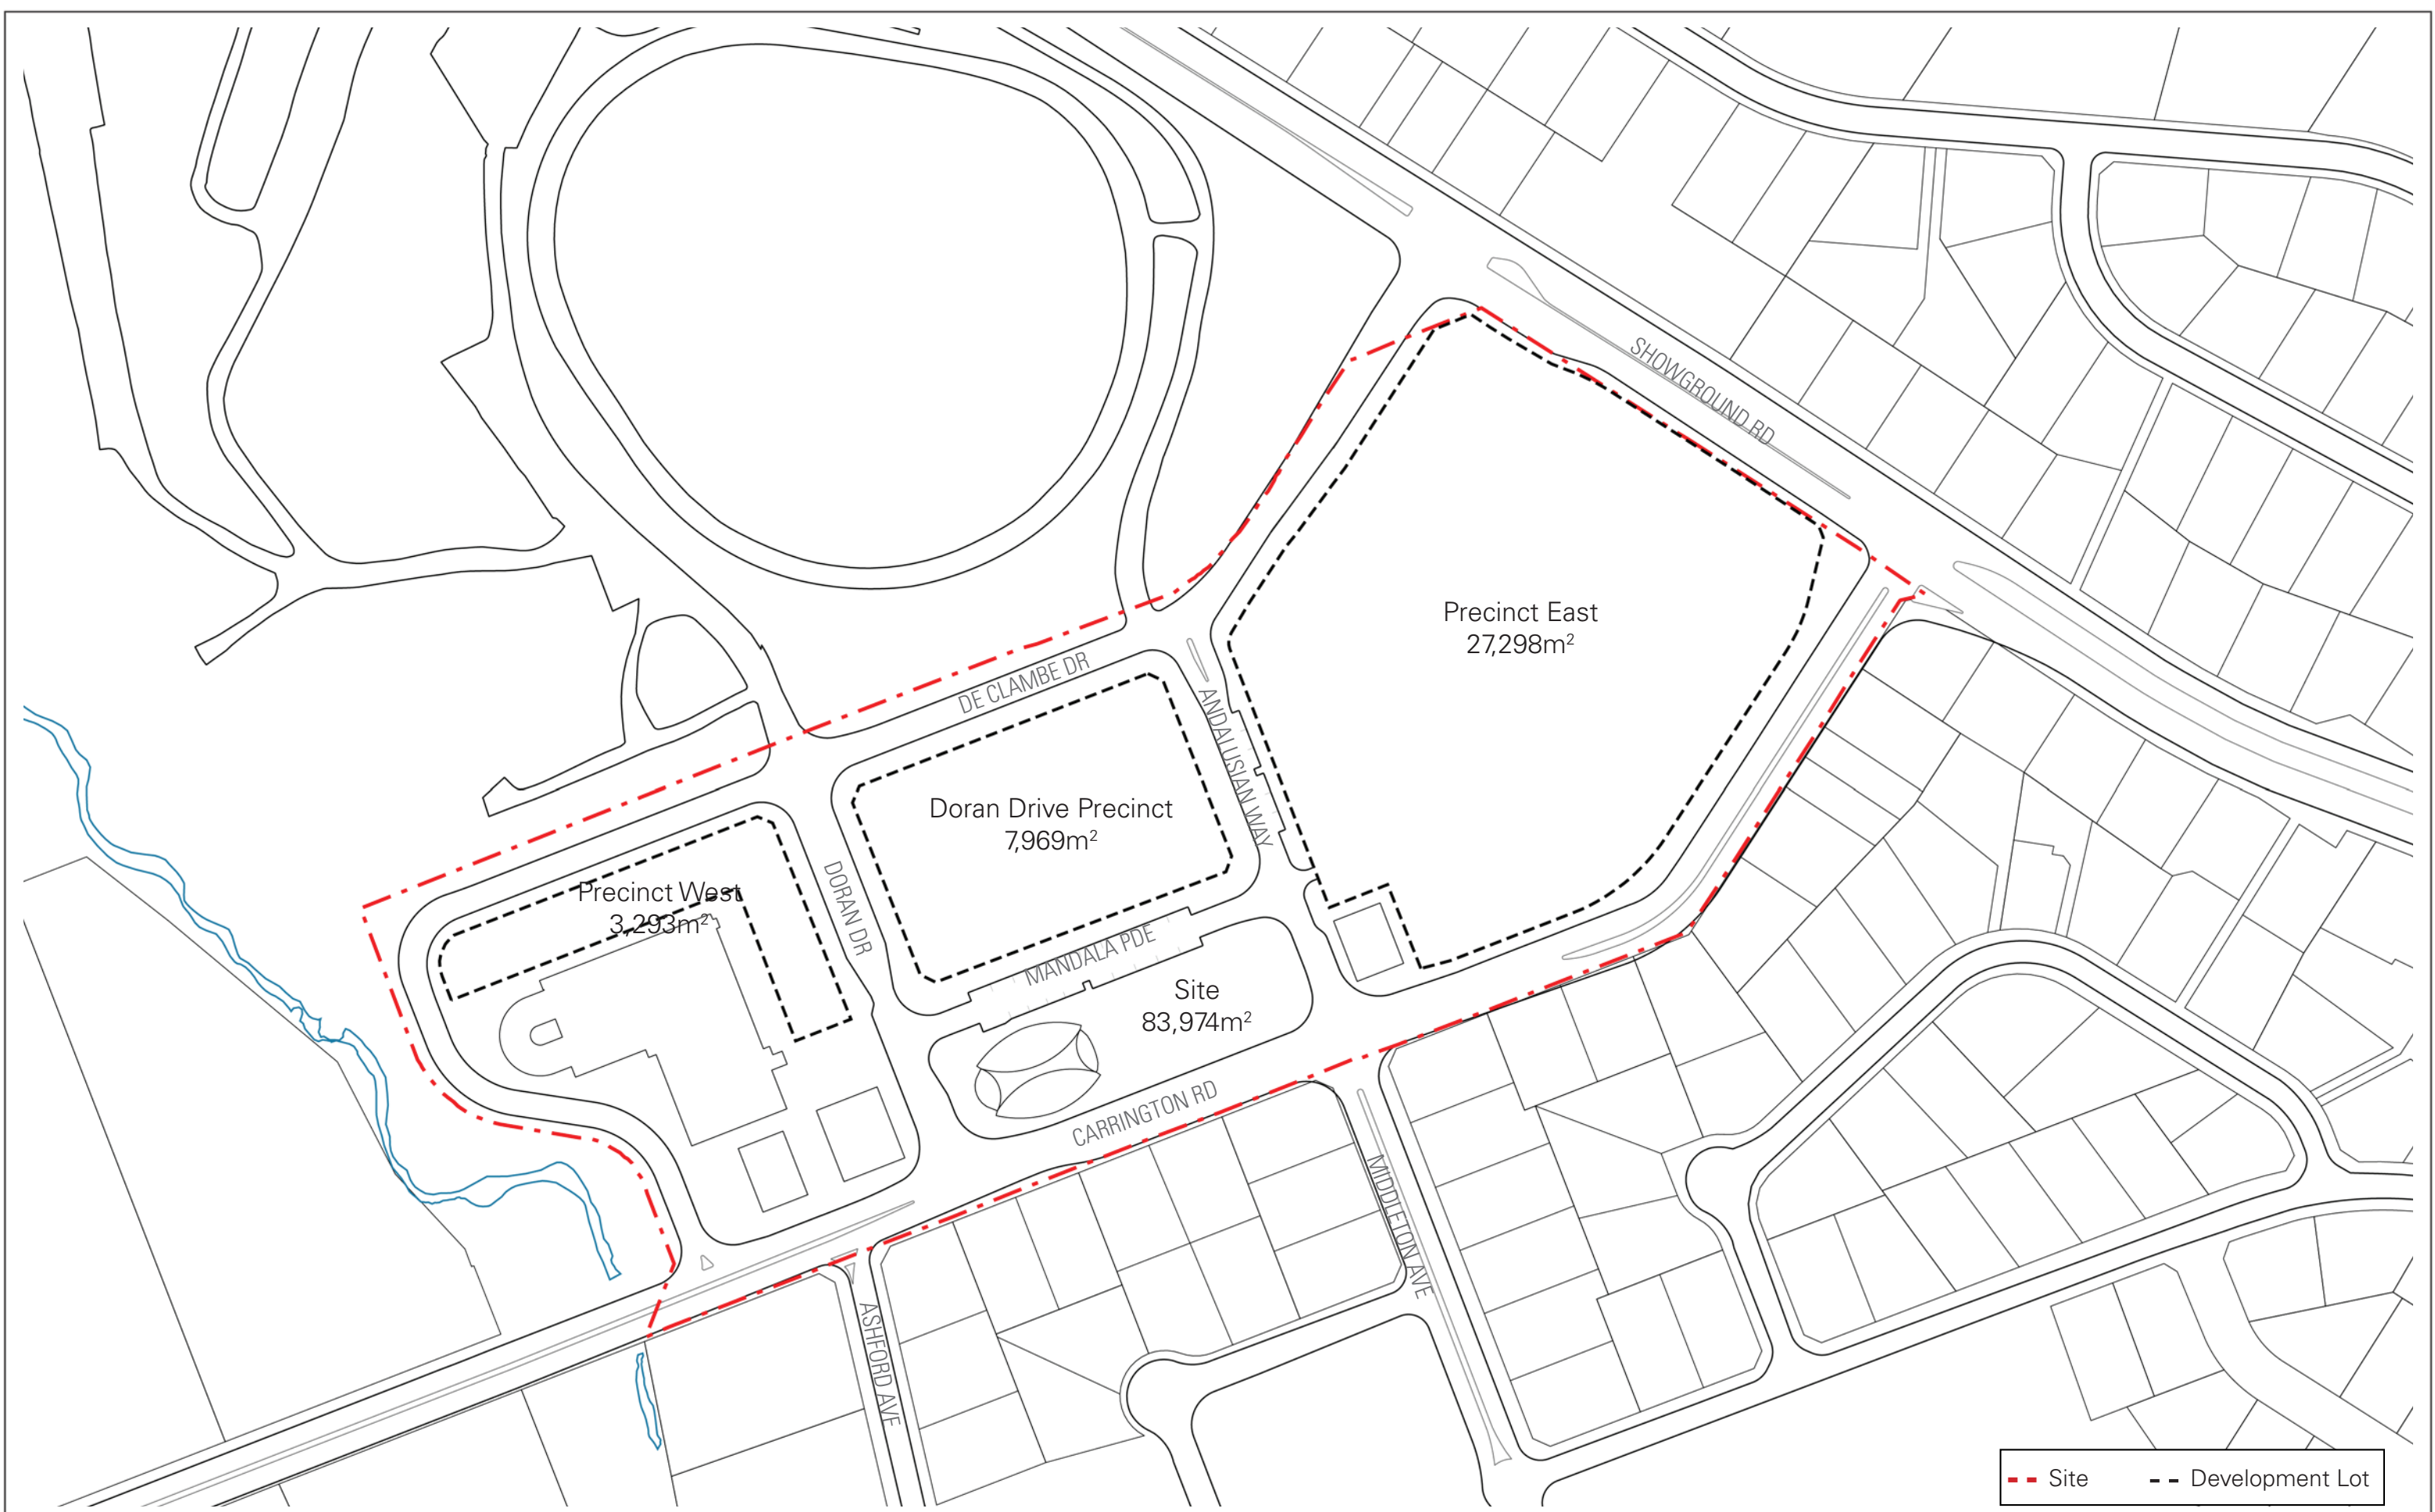 SHOWGROUND RD
Precinct East
27,298m²
DE CLAMBE DR
ANDALUSIAN WAY
Doran Drive Precinct
7,969m²
Precinct West
3,293m²
DORAN DR
MANDALA PDE
Site
83,974m²
CARRINGTON RD
MIDDLETON AVE
ASHFORD AVE
Site
Development Lot